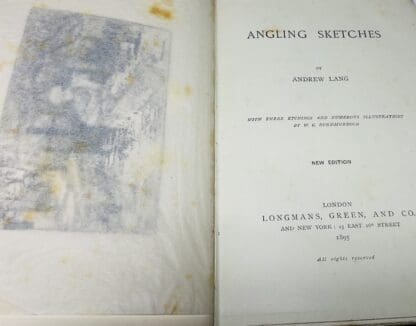 ANGLING SKETCHES
BY
ANDREW LANG
WITH THREE ETCHINGS AND NUMEROUS ILLUSTRATIONS
BY W. G. BURN-MURDOCH
NEW EDITION
LONDON
LONGMANS, GREEN, AND CO.
AND NEW YORK: 15 EAST 16th STREET
1895
All rights reserved